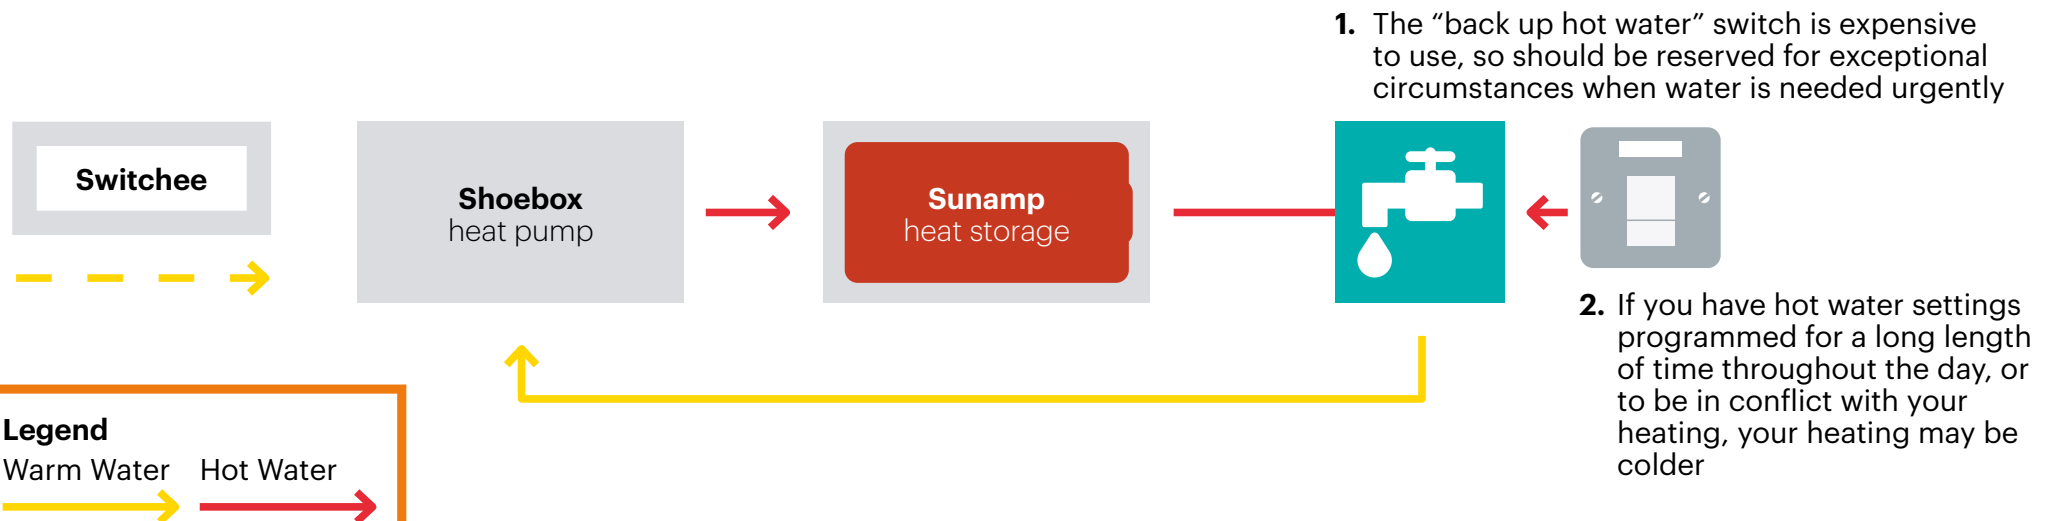 1. The “back up hot water” switch is expensive
to use, so should be reserved for exceptional
circumstances when water is needed urgently
Switchee
Shoebox
heat pump
Sunamp
heat storage
2. If you have hot water settings
programmed for a long length
of time throughout the day, or
to be in conflict with your
heating, your heating may be
colder
Legend
Warm Water Hot Water